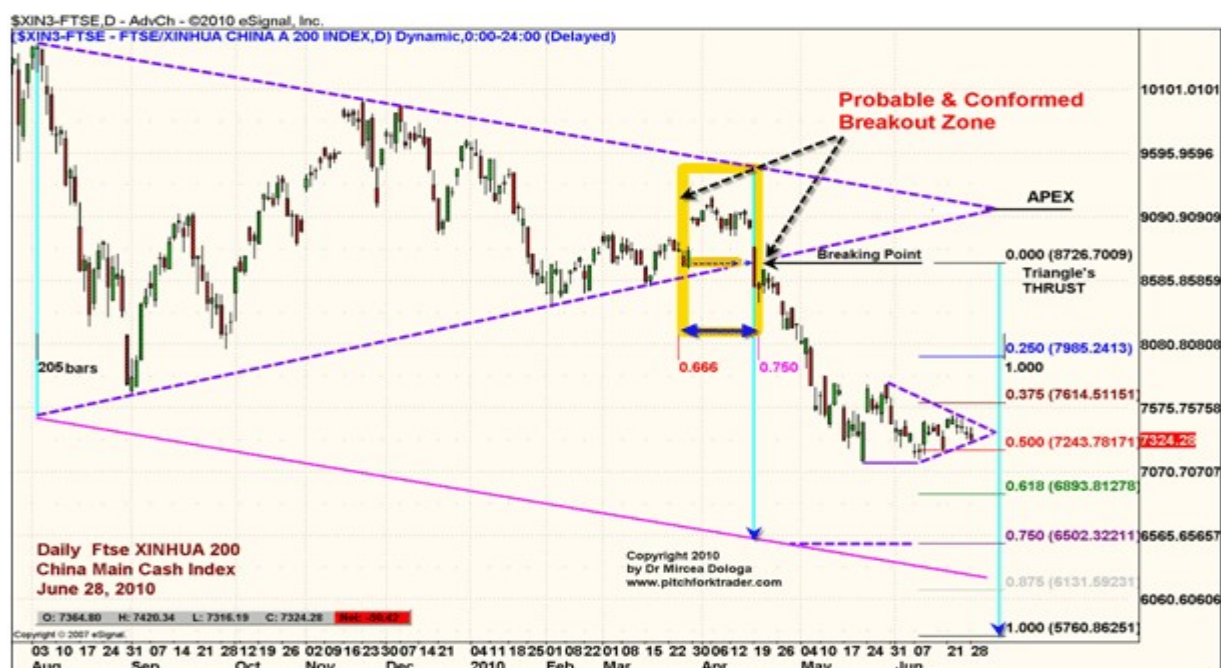 $XIN3-FTSE,D - AdvCh - ©2010 eSignal, Inc.
($XIN3-FTSE - FTSE/XINHUA CHINA A 200 INDEX,D) Dynamic,0:00-24:00 (Delayed)
Probable & Conformed
Breakout Zone
APEX
Breaking Point
0.000 (8726.7009)
Triangle's
THRUST
0.250 (7985.2413)
1.000
0.375 (7614.51151)
0.500 (7243.78171)
0.618 (6893.81278)
0.750 (6502.32211)
0.875 (6131.59231)
1.000 (5760.86251)
205 bars
0.666
0.750
10101.0101
9595.9596
9090.90909
8585.85859
8080.80808
7575.75758
7324.28
7070.70707
6565.65657
6060.60606
Daily Ftse XINHUA 200
China Main Cash Index
June 28, 2010
Copyright 2010
by Dr Mircea Dologa
www.pitchforktrader.com
O: 7364.80 H: 7420.34 L: 7316.19 C: 7324.28
Copyright © 2007 eSignal.
03 10 17 24 31 07 14 21 28 12 19 26 02 09 16 23 30 07 14 21 04 11 18 25 01 08 22 01 08 15 22 30 06 12 19 26 04 10 17 24 31 07 21 28
Aug Sep Oct Nov Dec 2010 Feb Mar Apr May Jun